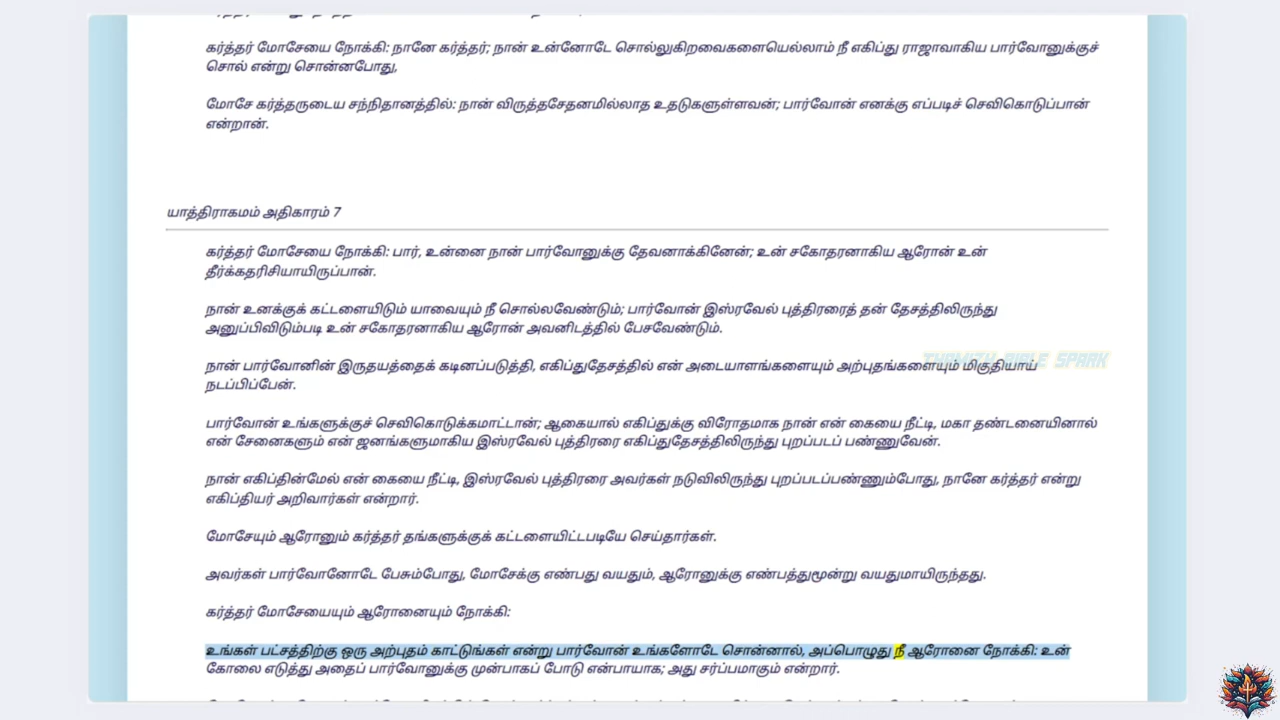 கர்த்தர் மோசேயை நோக்கி: நானே கர்த்தர்; நான் உன்னோடே சொல்லுகிறவைகளையெல்லாம் நீ எகிப்து ராஜாவாகிய பார்வோனுக்குச்
சொல் என்று சொன்னபோது,
மோசே கர்த்தருடைய சந்நிதானத்தில்: நான் விருத்தசேதனமில்லாத உதடுகளுள்ளவன்; பார்வோன் எனக்கு எப்படிச் செவிகொடுப்பான்
என்றான்.
யாத்திராகமம் அதிகாரம் 7
கர்த்தர் மோசேயை நோக்கி: பார், உன்னை நான் பார்வோனுக்கு தேவனாக்கினேன்; உன் சகோதரனாகிய ஆரோன் உன்
தீர்க்கதரிசியாயிருப்பான்.
நான் உனக்குக் கட்டளையிடும் யாவையும் நீ சொல்லவேண்டும்; பார்வோன் இஸ்ரவேல் புத்திரரைத் தன் தேசத்திலிருந்து
அனுப்பிவிடும்படி உன் சகோதரனாகிய ஆரோன் அவனிடத்தில் பேசவேண்டும்.
THAMIZH BIBLE SPARK
நான் பார்வோனின் இருதயத்தைக் கடினப்படுத்தி, எகிப்துதேசத்தில் என் அடையாளங்களையும் அற்புதங்களையும் மிகுதியாய்
நடப்பிப்பேன்.
பார்வோன் உங்களுக்குச் செவிகொடுக்கமாட்டான்; ஆகையால் எகிப்துக்கு விரோதமாக நான் என் கையை நீட்டி, மகா தண்டனையினால்
என் சேனைகளும் என் ஜனங்களுமாகிய இஸ்ரவேல் புத்திரரை எகிப்துதேசத்திலிருந்து புறப்படப் பண்ணுவேன்.
நான் எகிப்தின்மேல் என் கையை நீட்டி, இஸ்ரவேல் புத்திரரை அவர்கள் நடுவிலிருந்து புறப்படப்பண்ணும்போது, நானே கர்த்தர் என்று
எகிப்தியர் அறிவார்கள் என்றார்.
மோசேயும் ஆரோனும் கர்த்தர் தங்களுக்குக் கட்டளையிட்டபடியே செய்தார்கள்.
அவர்கள் பார்வோனோடே பேசும்போது, மோசேக்கு எண்பது வயதும், ஆரோனுக்கு எண்பத்துமூன்று வயதுமாயிருந்தது.
கர்த்தர் மோசேயையும் ஆரோனையும் நோக்கி:
உங்கள் பட்சத்திற்கு ஒரு அற்புதம் காட்டுங்கள் என்று பார்வோன் உங்களோடே சொன்னால், அப்பொழுது நீ ஆரோனை நோக்கி: உன்
கோலை எடுத்து அதைப் பார்வோனுக்கு முன்பாகப் போடு என்பாயாக; அது சர்ப்பமாகும் என்றார்.